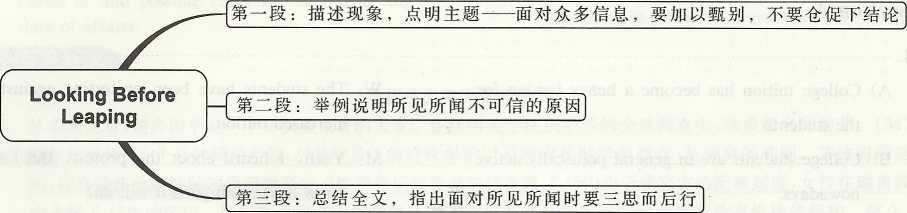 第一段：描述现象，点明主题——面对众多信息，要加以甄别，不要仓促下结论
Looking Before
Leaping
第二段：举例说明所见所闻不可信的原因
第三段：总结全文，指出面对所见所闻时要三思而后行